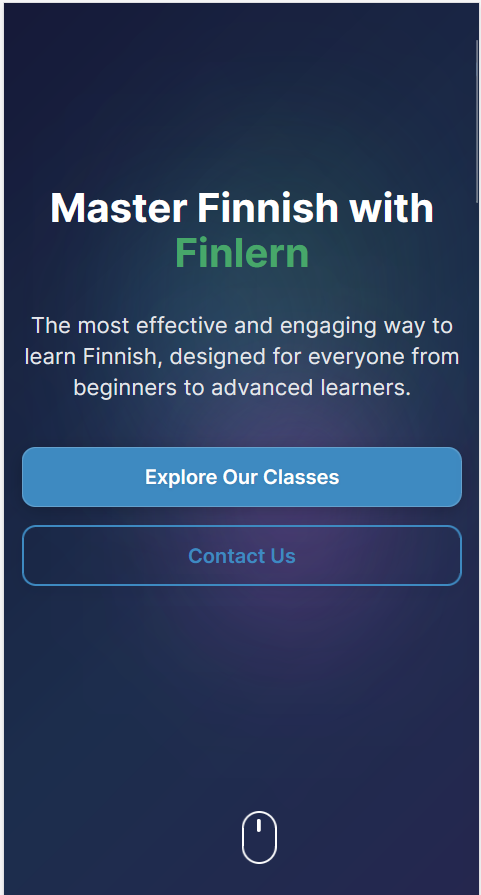 Master Finnish with
Finlern
The most effective and engaging way to
learn Finnish, designed for everyone from
beginners to advanced learners.
Explore Our Classes
Contact Us